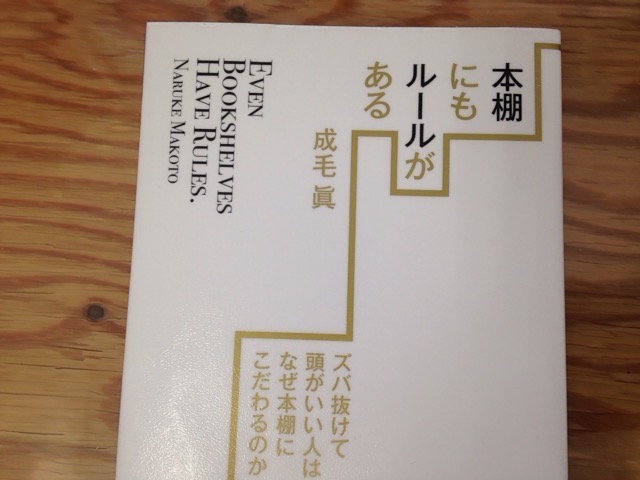 本棚
にも
ルールが
ある
成毛 眞
ズバ抜けて
頭がいい人は
なぜ本棚に
こだわるのか
EVEN
BOOKSHELVES
HAVE RULES.
NARUKE MAKOTO